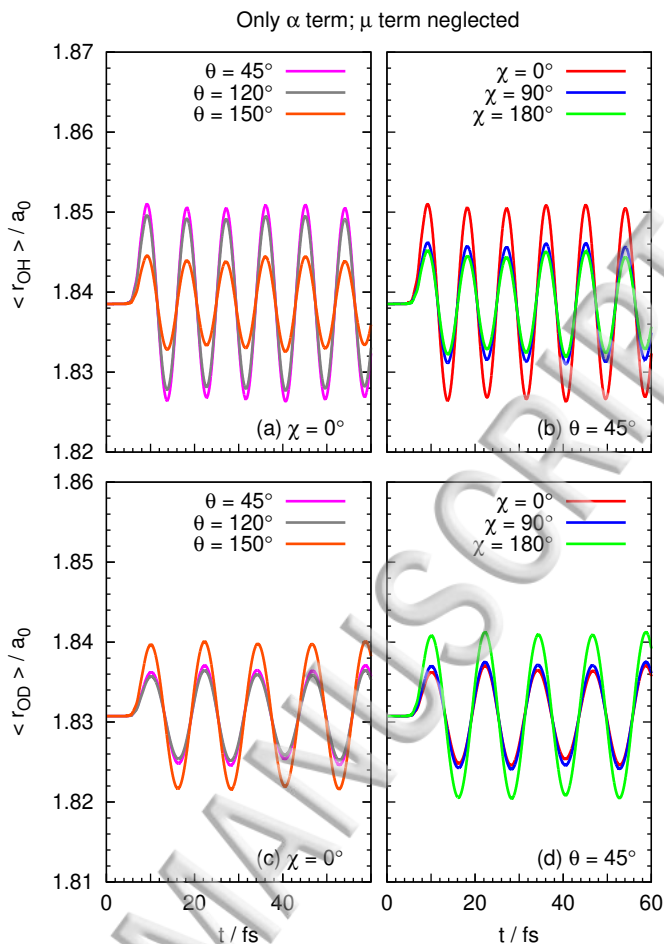 Only α term; μ term neglected
1.87
1.86
1.85
1.84
1.83
1.82
< r_OH > / a_0
θ = 45°
θ = 120°
θ = 150°
(a) χ = 0°
χ = 0°
χ = 90°
χ = 180°
(b) θ = 45°
1.86
1.85
1.84
1.83
1.82
1.81
< r_OD > / a_0
θ = 45°
θ = 120°
θ = 150°
(c) χ = 0°
χ = 0°
χ = 90°
χ = 180°
(d) θ = 45°
0 20 40 0 20 40 60
t / fs t / fs
MANUSCRIPT